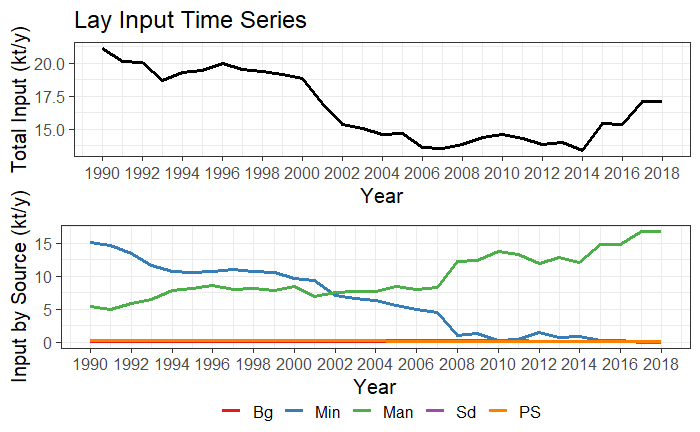 Lay Input Time Series
Total Input (kt/y)
20.0
17.5
15.0
1990 1992 1994 1996 1998 2000 2002 2004 2006 2008 2010 2012 2014 2016 2018
Year
Input by Source (kt/y)
15
10
5
0
1990 1992 1994 1996 1998 2000 2002 2004 2006 2008 2010 2012 2014 2016 2018
Year
Bg Min Man Sd PS